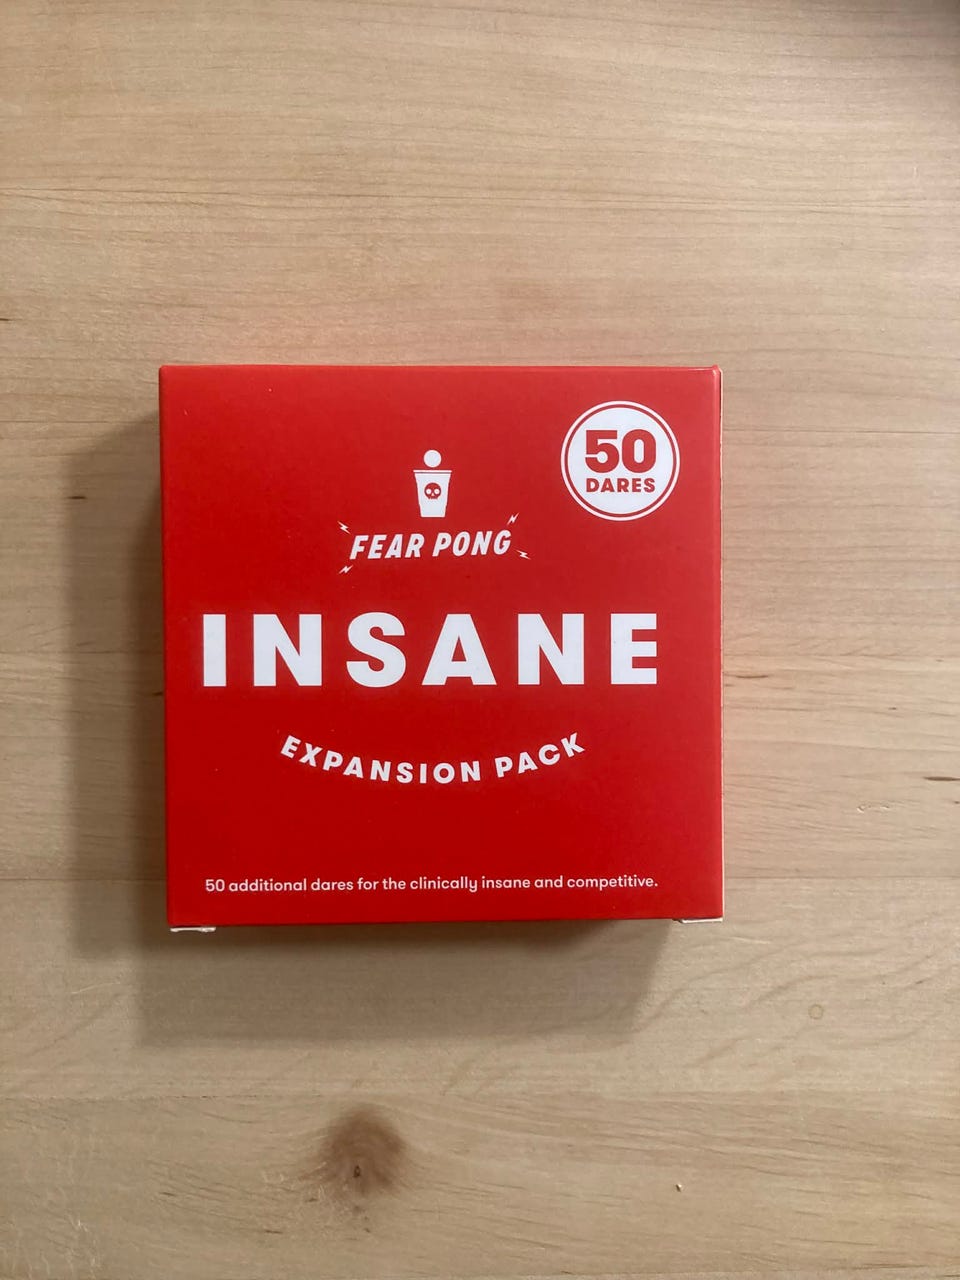 50
DARES
FEAR PONG
INSANE
EXPANSION PACK
50 additional dares for the clinically insane and competitive.